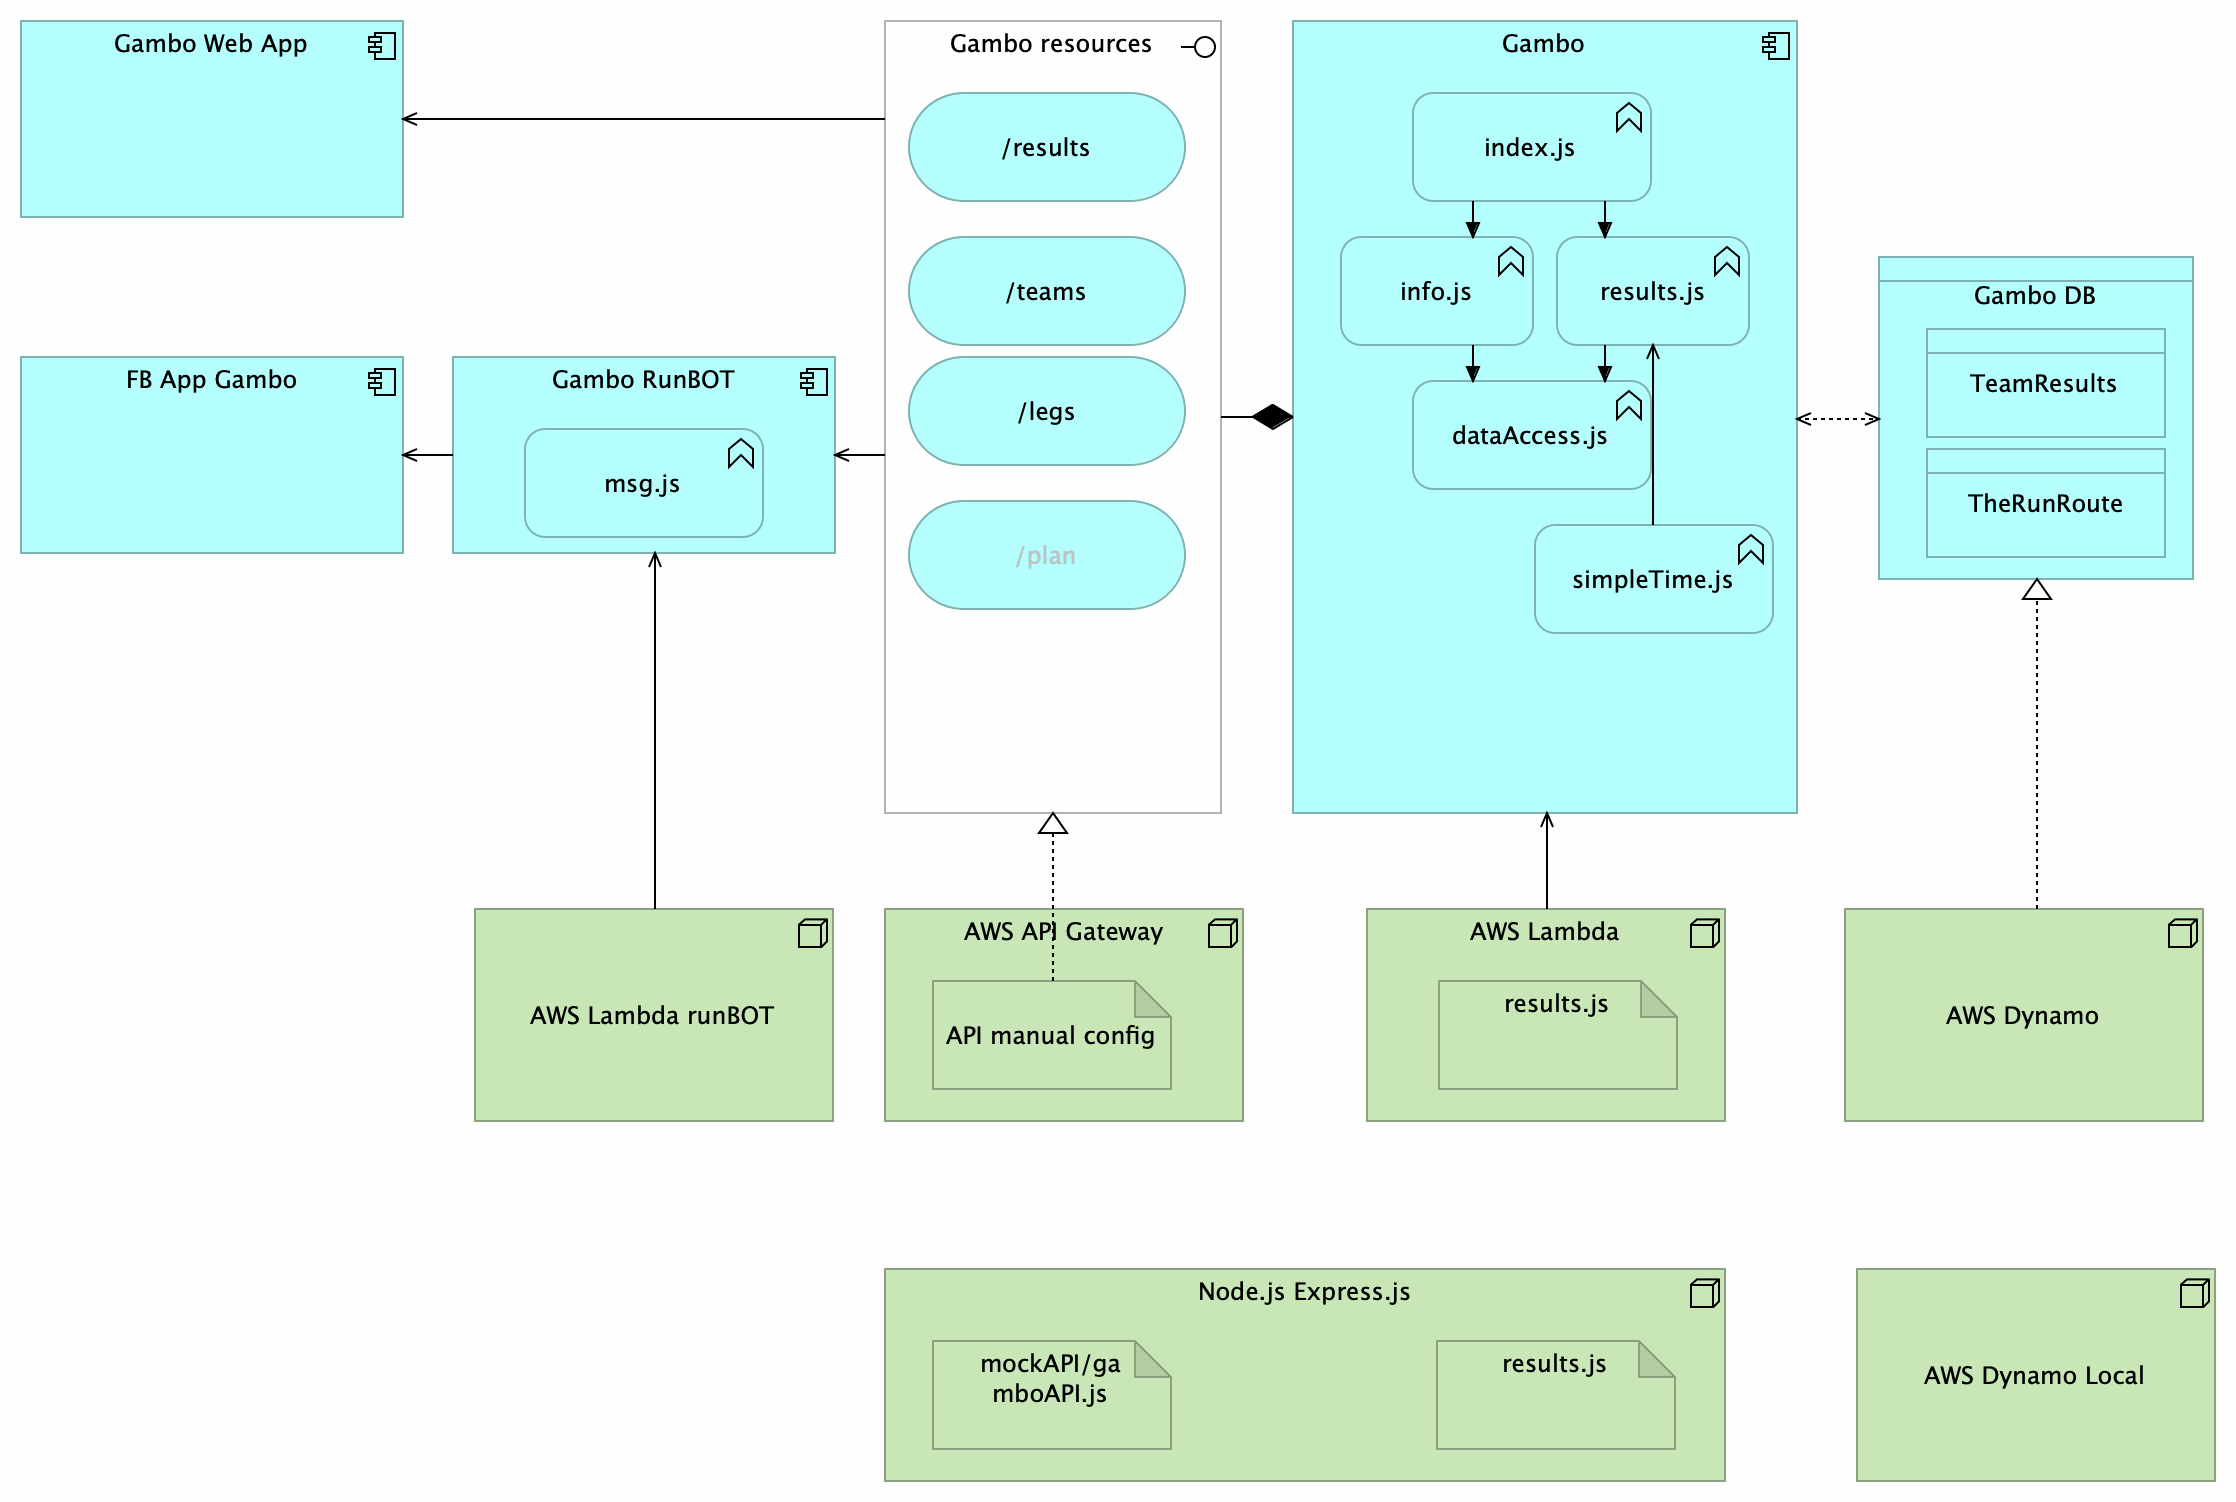 Gambo Web App
Gambo resources
Gambo
/results
index.js
/teams
info.js
results.js
Gambo DB
FB App Gambo
Gambo RunBOT
/legs
TeamResults
dataAccess.js
msg.js
TheRunRoute
/plan
simpleTime.js
AWS API Gateway
AWS Lambda
AWS Lambda runBOT
API manual config
results.js
AWS Dynamo
Node.js Express.js
mockAPI/ga
mboAPI.js
results.js
AWS Dynamo Local